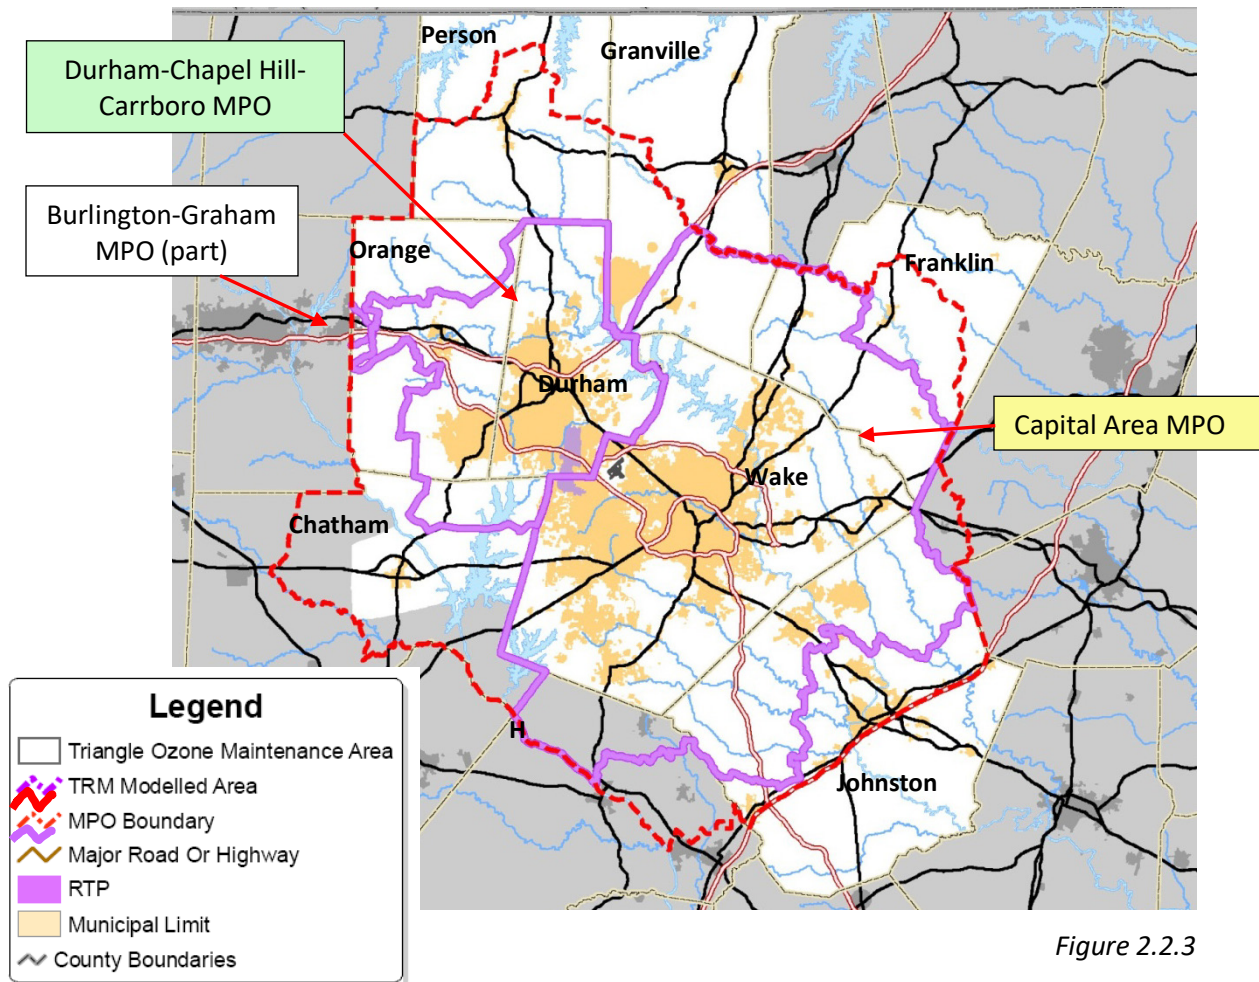 Person
Granville
Durham-Chapel Hill-
Carrboro MPO
Burlington-Graham
MPO (part)
Orange
Franklin
Durham
Capital Area MPO
Wake
Chatham
H
Johnston
Legend
Triangle Ozone Maintenance Area
TRM Modelled Area
MPO Boundary
Major Road Or Highway
RTP
Municipal Limit
County Boundaries
Figure 2.2.3